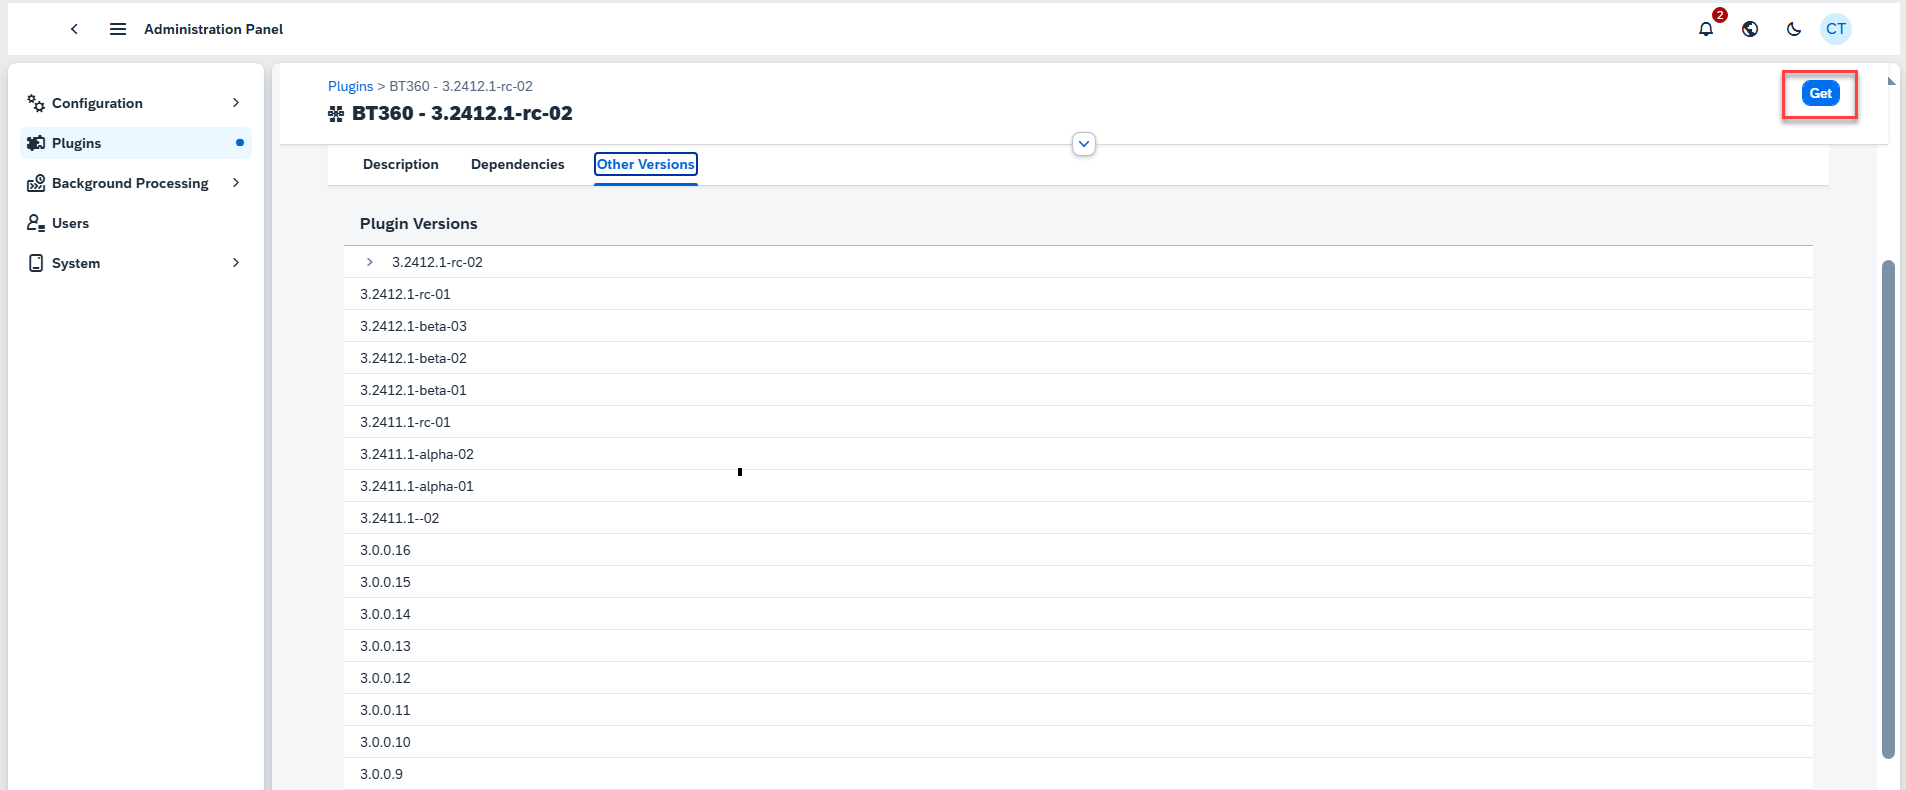 Administration Panel
2
CT
Configuration
Plugins
Background Processing
Users
System
Plugins > BT360 - 3.2412.1-rc-02
BT360 - 3.2412.1-rc-02
Get
Description Dependencies Other Versions
Plugin Versions
3.2412.1-rc-02
3.2412.1-rc-01
3.2412.1-beta-03
3.2412.1-beta-02
3.2412.1-beta-01
3.2411.1-rc-01
3.2411.1-alpha-02
3.2411.1-alpha-01
3.2411.1--02
3.0.0.16
3.0.0.15
3.0.0.14
3.0.0.13
3.0.0.12
3.0.0.11
3.0.0.10
3.0.0.9